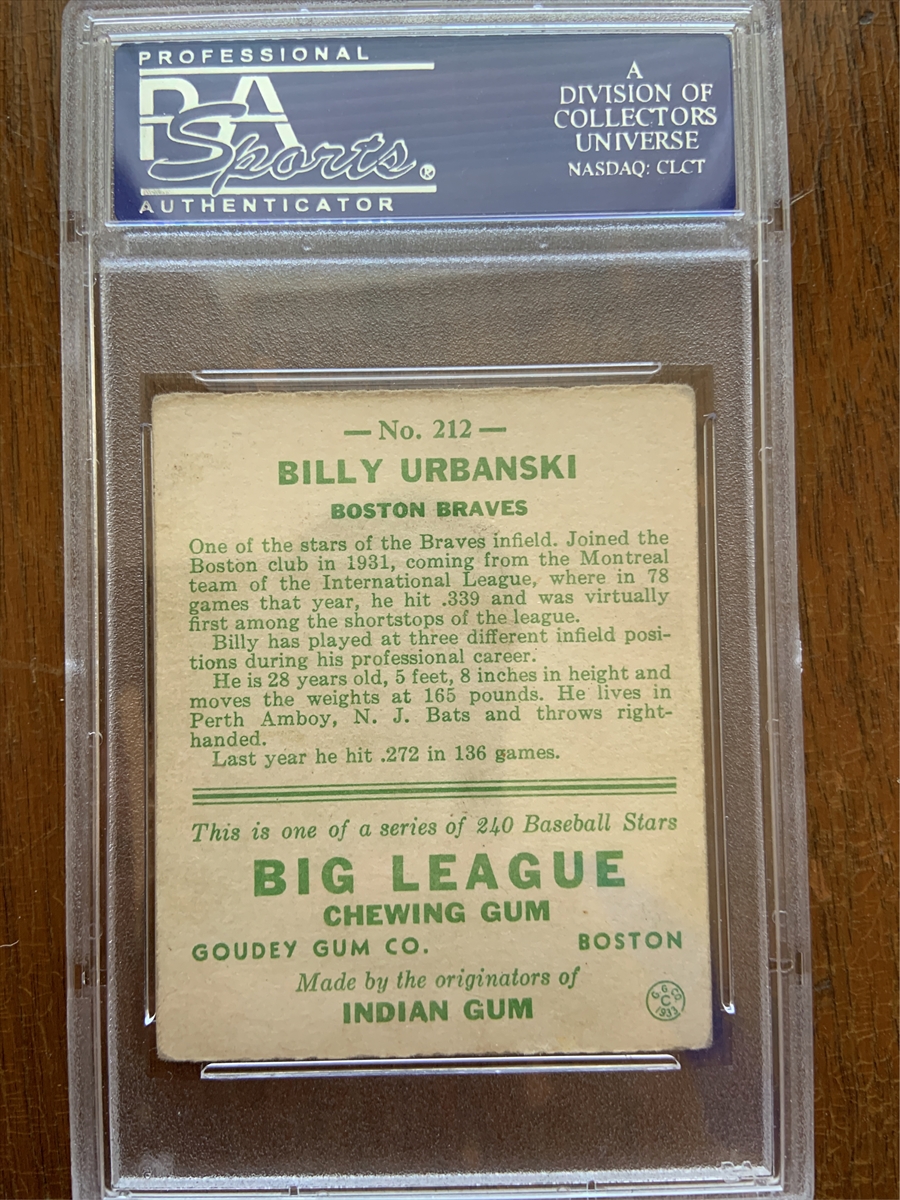 PROFESSIONAL
PSA
Sports®
AUTHENTICATOR
A
DIVISION OF
COLLECTORS
UNIVERSE
NASDAQ: CLCT
— No. 212 —
BILLY URBANSKI
BOSTON BRAVES
One of the stars of the Braves infield. Joined the
Boston club in 1931, coming from the Montreal
team of the International League, where in 78
games that year, he hit .339 and was virtually
first among the shortstops of the league.
Billy has played at three different infield posi-
tions during his professional career.
He is 28 years old, 5 feet, 8 inches in height and
moves the weights at 165 pounds. He lives in
Perth Amboy, N. J. Bats and throws right-
handed.
Last year he hit .272 in 136 games.
This is one of a series of 240 Baseball Stars
BIG LEAGUE
CHEWING GUM
GOUDEY GUM CO. BOSTON
Made by the originators of
INDIAN GUM
G. G. CO.
C
1933